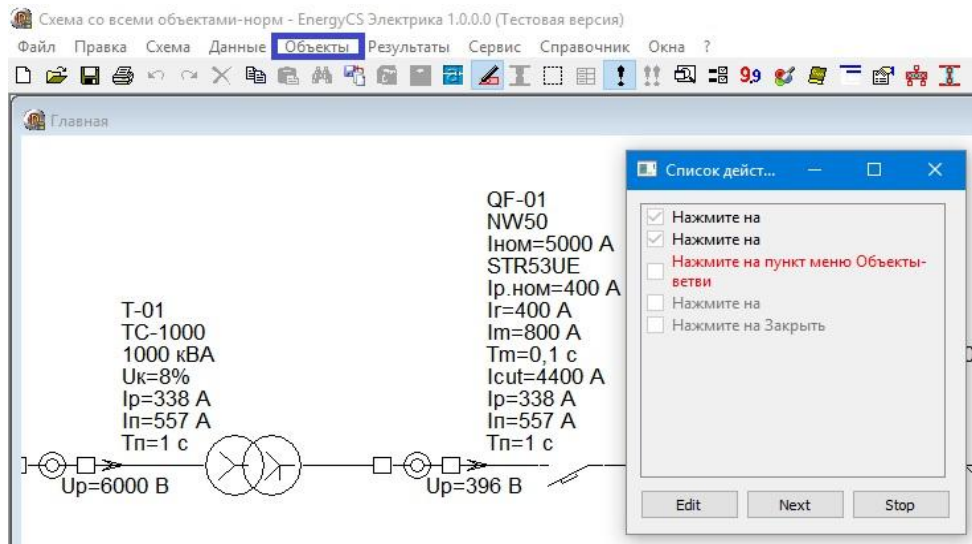 Схема со всеми объектами-норм - EnergyCS Электрика 1.0.0.0 (Тестовая версия)
Файл Правка Схема Данные Объекты Результаты Сервис Справочник Окна ?
9.9
Главная
T-01
TC-1000
1000 кВА
Uк=8%
Iр=338 А
Iп=557 А
Tп=1 с
Uр=6000 В
QF-01
NW50
Iном=5000 А
STR53UE
Iр.ном=400 А
Ir=400 А
Im=800 А
Tm=0,1 с
Icut=4400 А
Iр=338 А
Iп=557 А
Tп=1 с
Uр=396 В
Список дейст...
Нажмите на
Нажмите на
Нажмите на пункт меню Объекты-
ветви
Нажмите на
Нажмите на Закрыть
Edit Next Stop